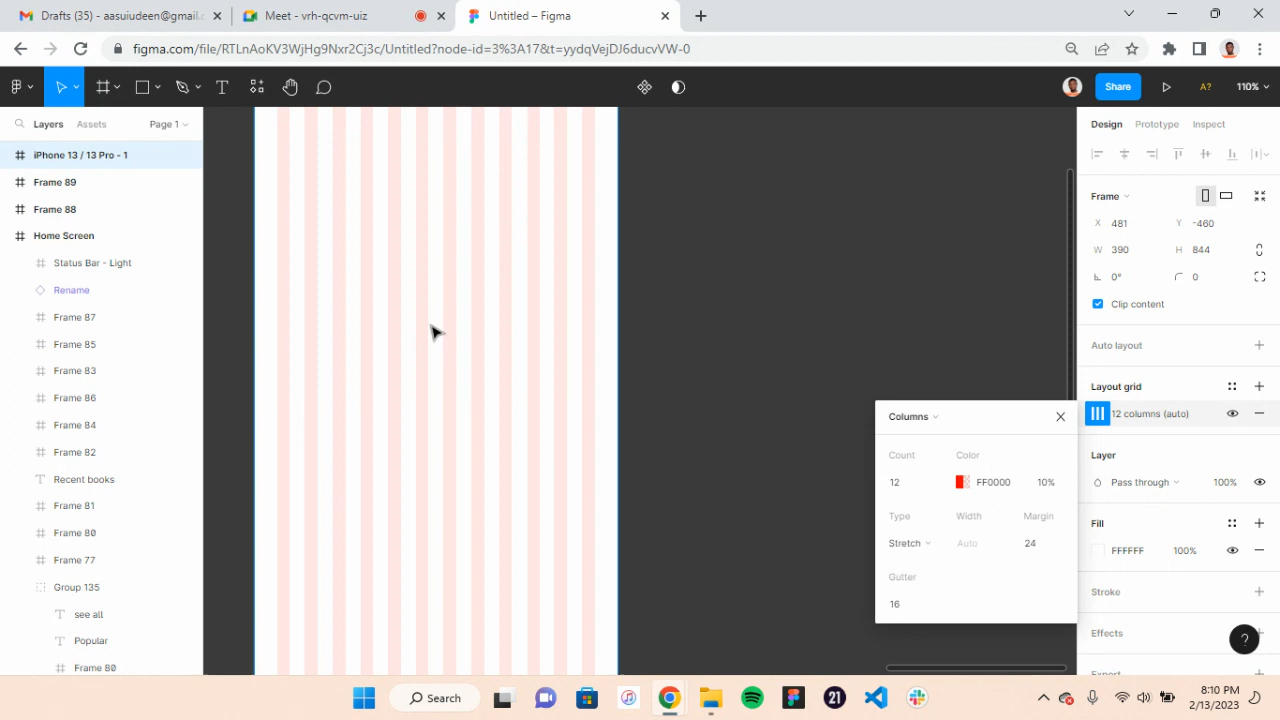 Drafts (35) - aasuiudeen@gmail.c
Meet - vrh-qcvm-uiz
Untitled – Figma
figma.com/file/RTLnAoKV3WjHg9Nxr2Cj3c/Untitled?node-id=3%3A17&t=yydqVejDJ6ducvVW-0
Share
A?
110%
Layers
Assets
Page 1
iPhone 13 / 13 Pro - 1
Frame 89
Frame 88
Home Screen
Status Bar - Light
Rename
Frame 87
Frame 85
Frame 83
Frame 86
Frame 84
Frame 82
Recent books
Frame 81
Frame 80
Frame 77
Group 135
see all
Popular
Frame 80
Columns
Count
Color
12
FF0000
10%
Type
Width
Margin
Stretch
Auto
24
Gutter
16
Design
Prototype
Inspect
Frame
X 481
Y -460
W 390
H 844
0°
0
Clip content
Auto layout
Layout grid
12 columns (auto)
Layer
Pass through
100%
Fill
FFFFFF
100%
Stroke
Effects
Export
?
Search
21
8:10 PM
2/13/2023